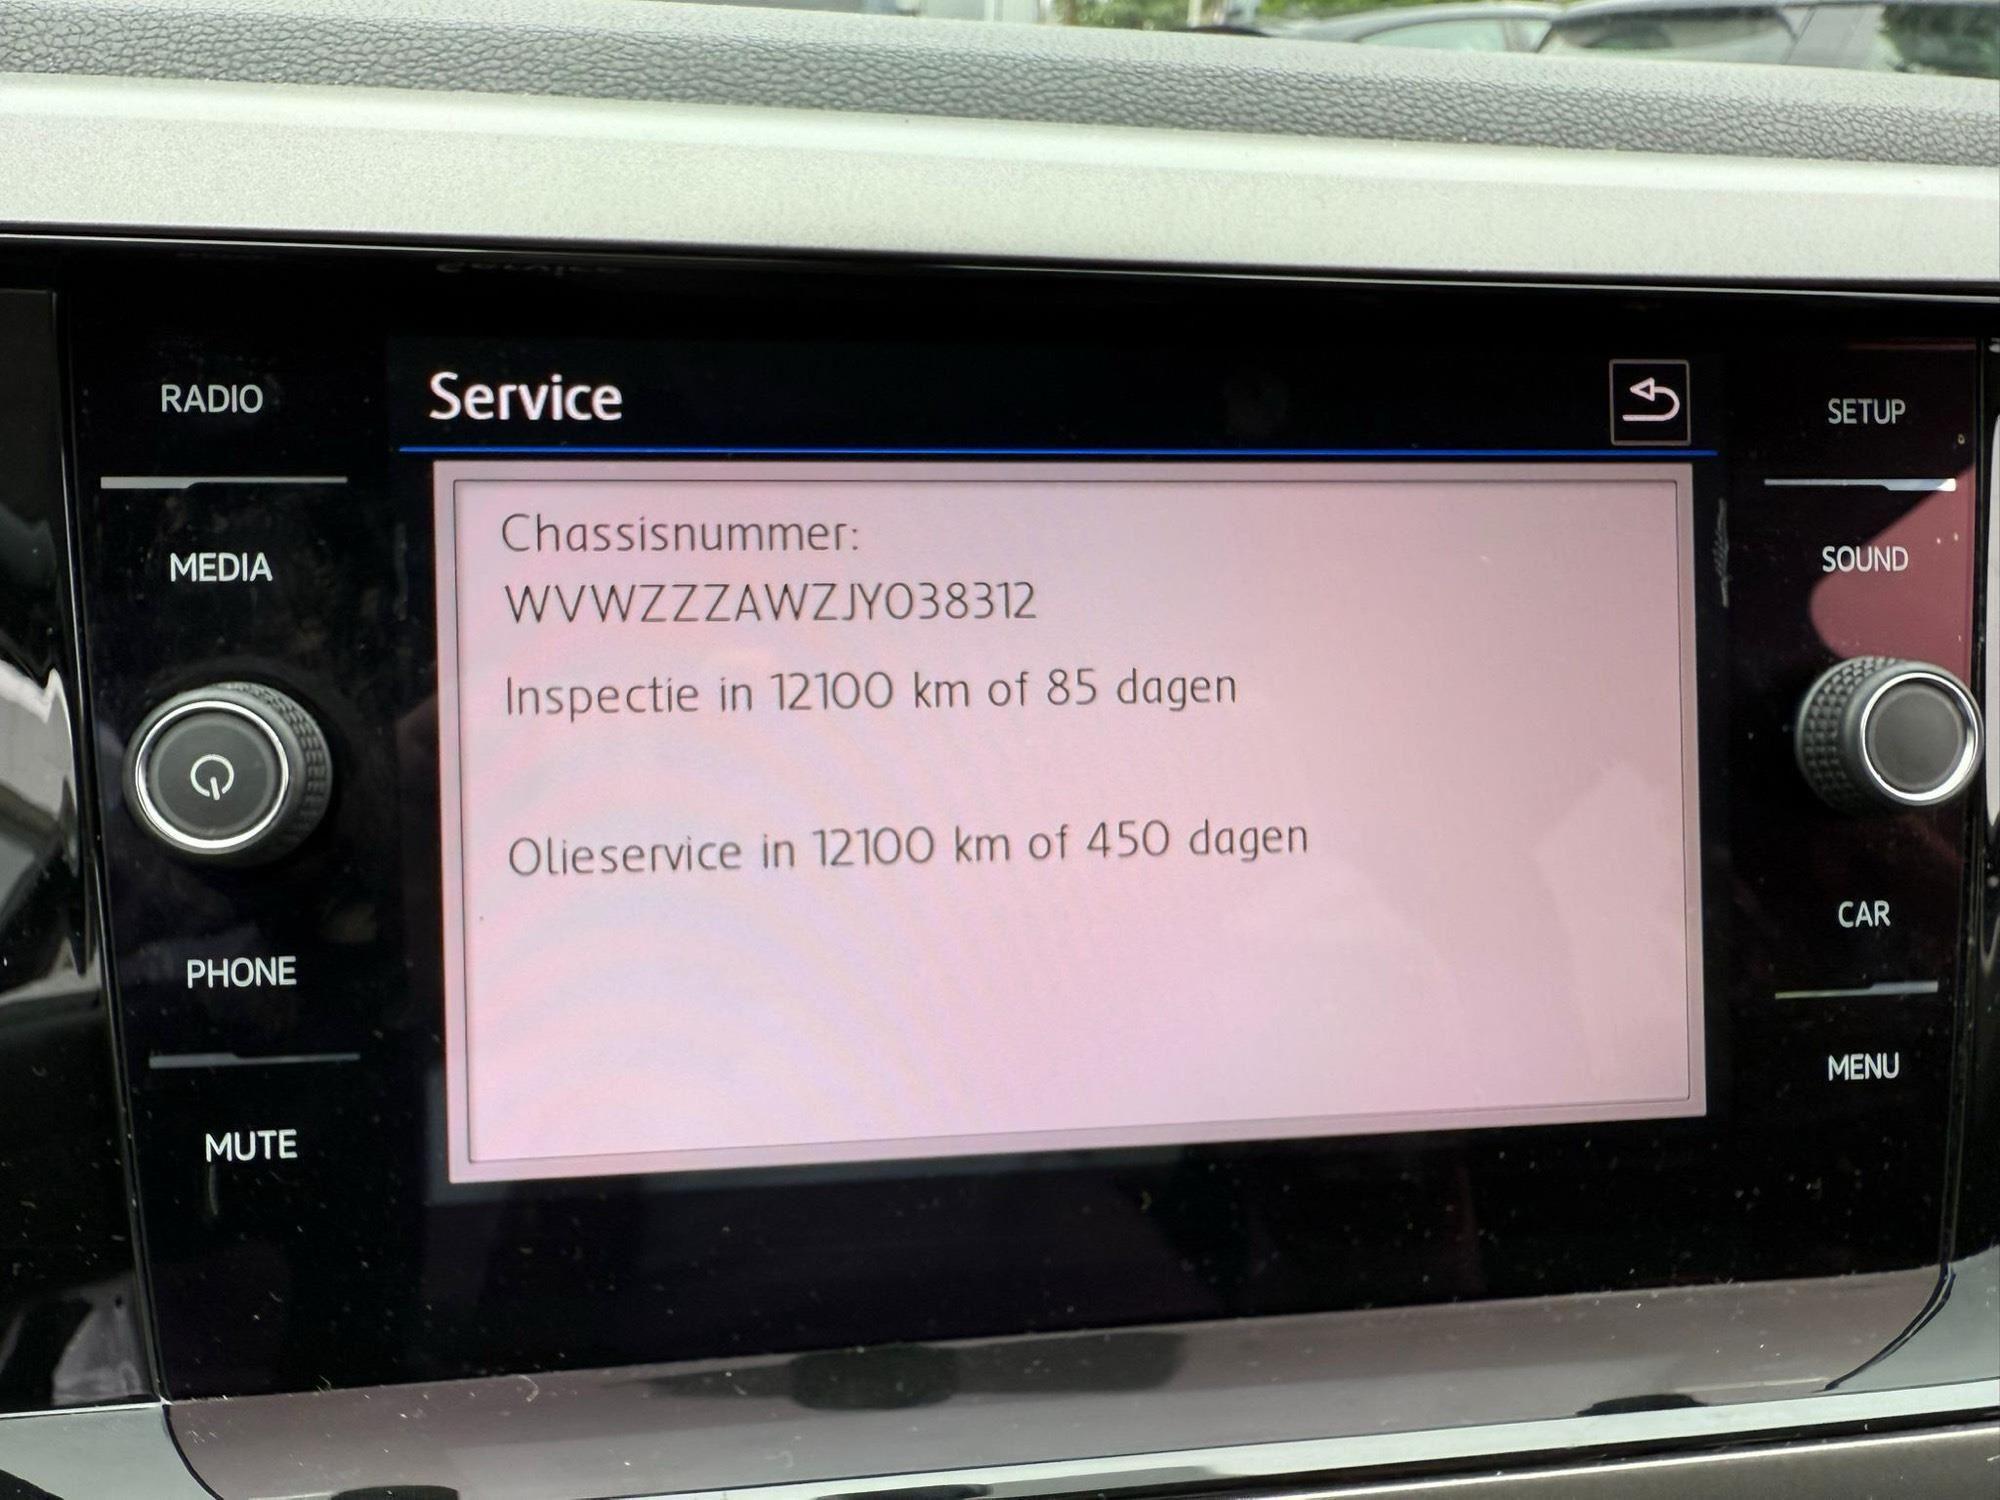 Service
RADIO
MEDIA
PHONE
MUTE
Chassisnummer:
WVWZZZAWZJY038312
Inspectie in 12100 km of 85 dagen
Olieservice in 12100 km of 450 dagen
SETUP
SOUND
CAR
MENU